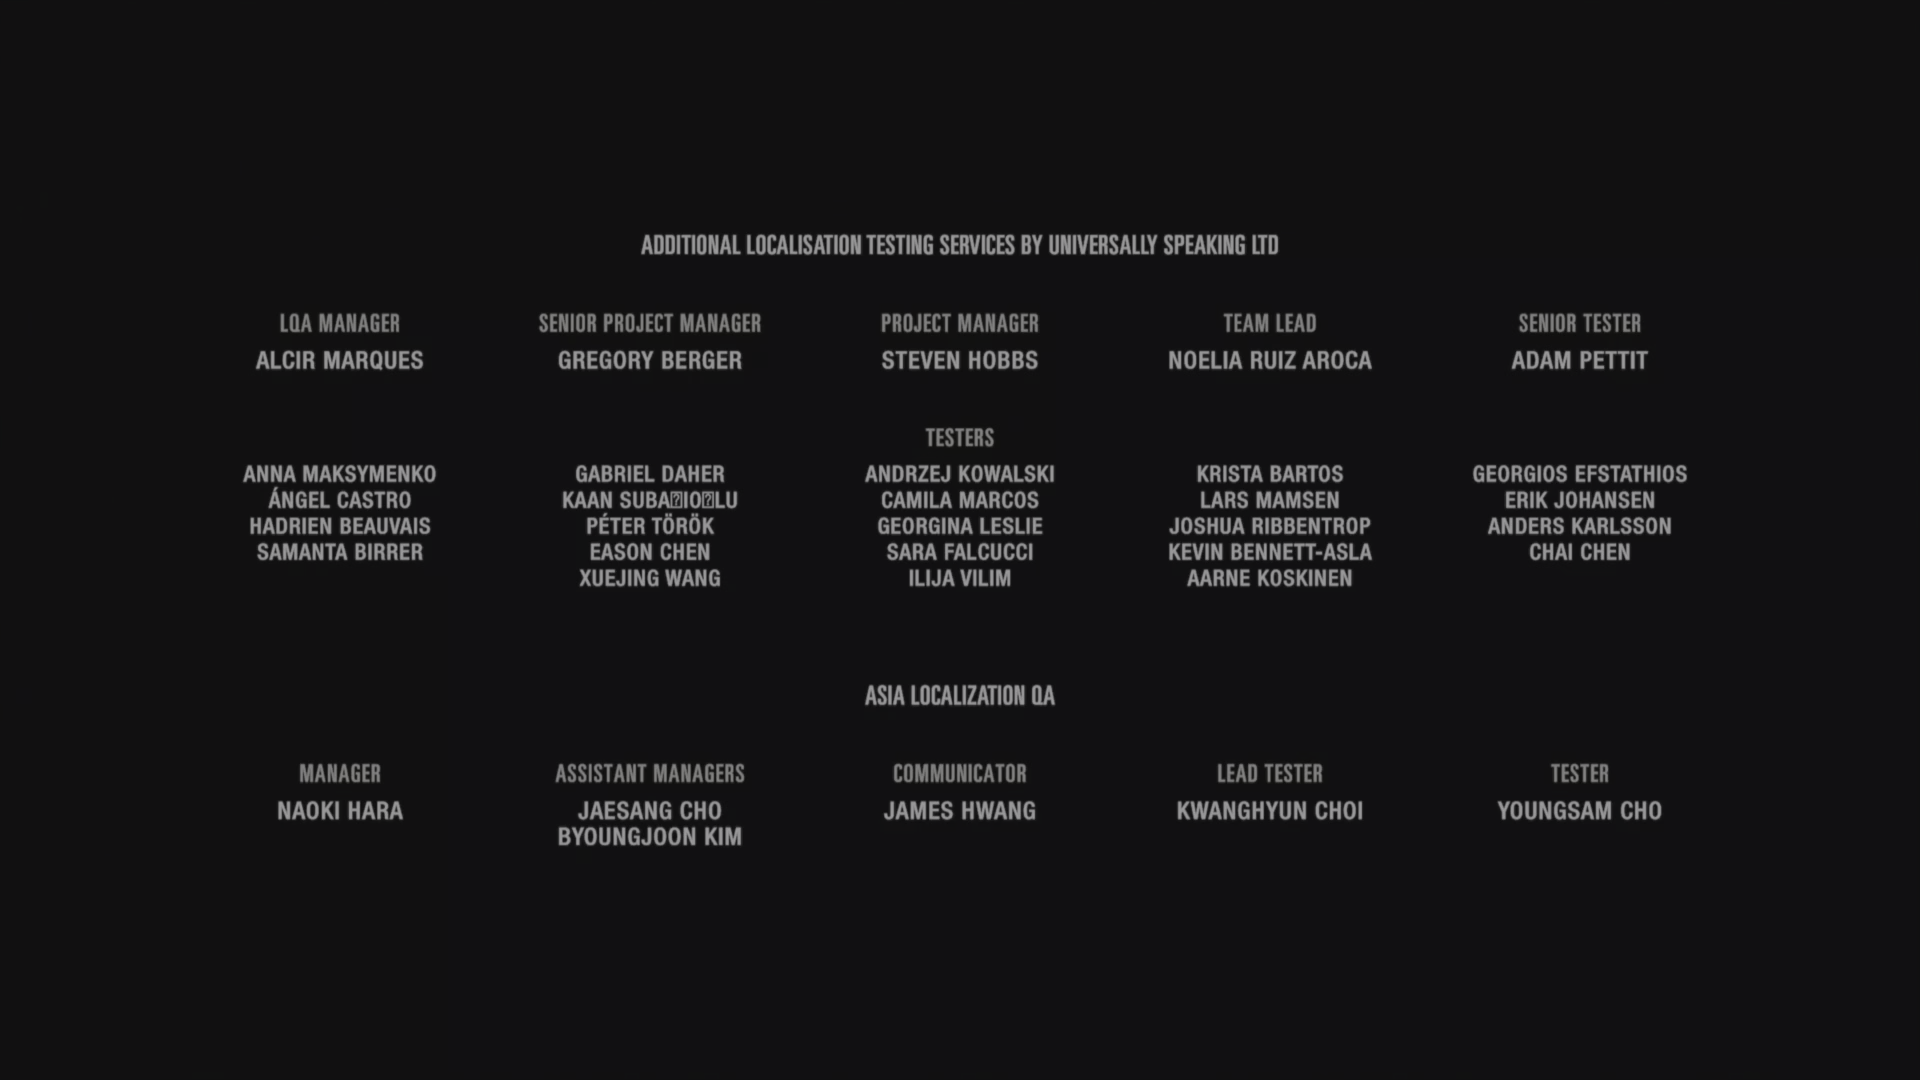 ADDITIONAL LOCALISATION TESTING SERVICES BY UNIVERSALLY SPEAKING LTD
LQA MANAGER
ALCIR MARQUES
SENIOR PROJECT MANAGER
GREGORY BERGER
PROJECT MANAGER
STEVEN HOBBS
TEAM LEAD
NOELIA RUIZ AROCA
SENIOR TESTER
ADAM PETTIT
TESTERS
ANNA MAKSYMENKO
ÁNGEL CASTRO
HADRIEN BEAUVAIS
SAMANTA BIRRER
GABRIEL DAHER
KAAN SUBA⍰IO⍰LU
PÉTER TÖRÖK
EASON CHEN
XUEJING WANG
ANDRZEJ KOWALSKI
CAMILA MARCOS
GEORGINA LESLIE
SARA FALCUCCI
ILIJA VILIM
KRISTA BARTOS
LARS MAMSEN
JOSHUA RIBBENTROP
KEVIN BENNETT-ASLA
AARNE KOSKINEN
GEORGIOS EFSTATHIOS
ERIK JOHANSEN
ANDERS KARLSSON
CHAI CHEN
ASIA LOCALIZATION QA
MANAGER
NAOKI HARA
ASSISTANT MANAGERS
JAESANG CHO
BYOUNGJOON KIM
COMMUNICATOR
JAMES HWANG
LEAD TESTER
KWANGHYUN CHOI
TESTER
YOUNGSAM CHO